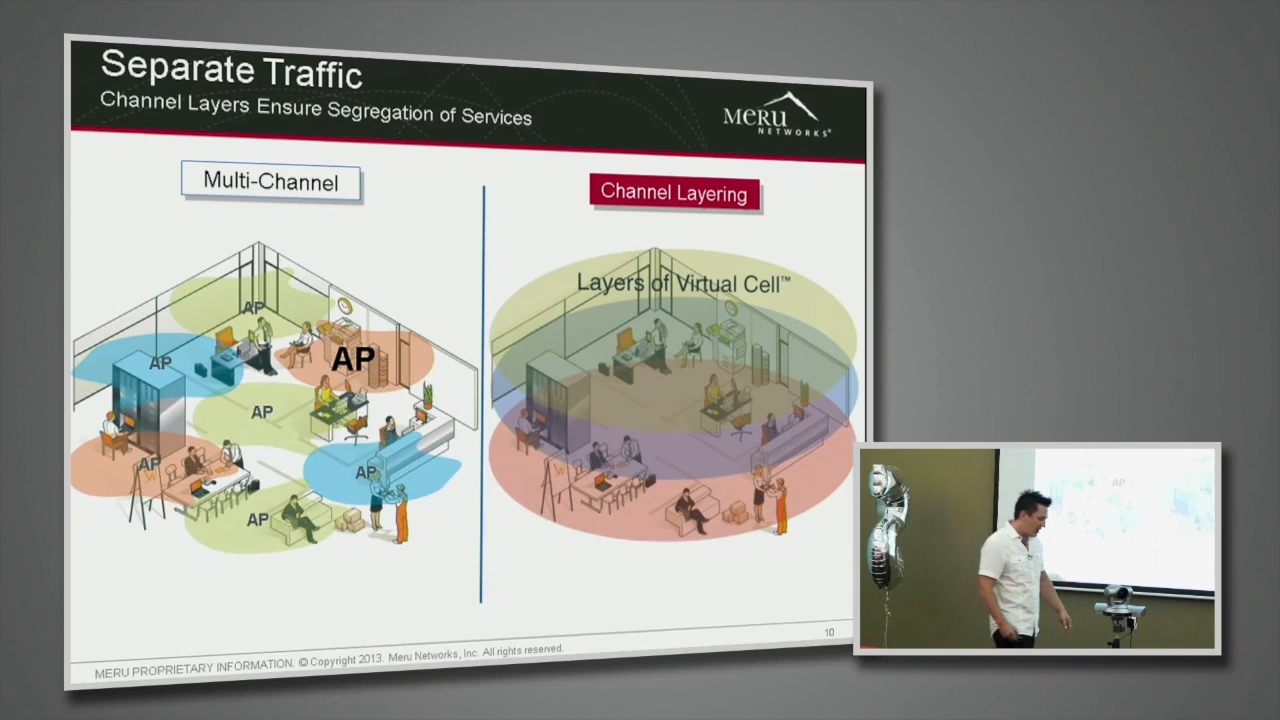 Separate Traffic
Channel Layers Ensure Segregation of Services
MERU
NETWORKS®
Multi-Channel
Channel Layering
Layers of Virtual Cell™
AP
AP
AP
AP
AP
AP
AP
10
MERU PROPRIETARY INFORMATION. © Copyright 2013. Meru Networks, Inc. All rights reserved.
AP